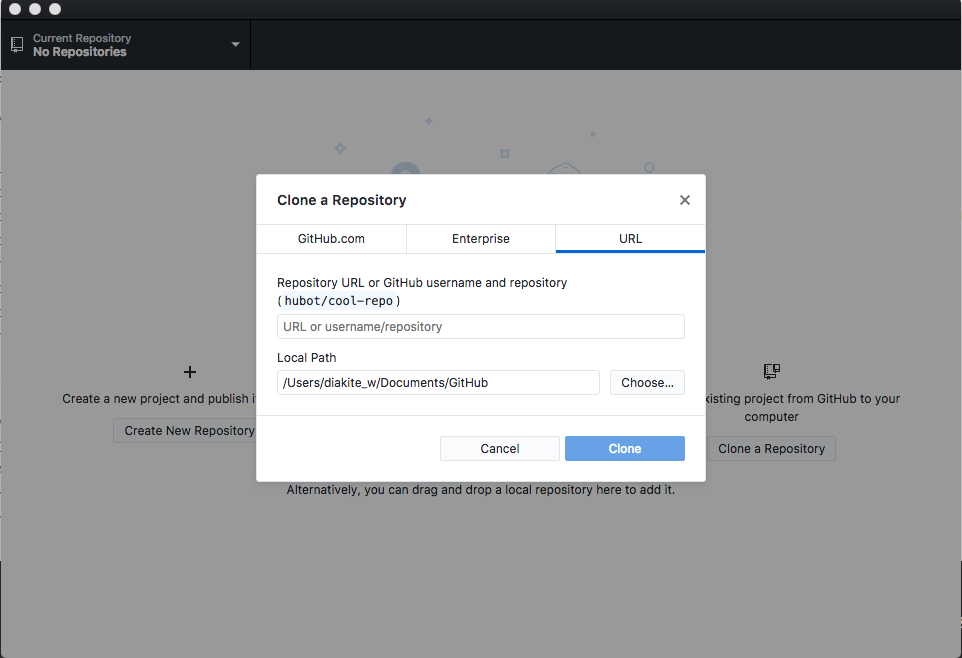 Current Repository
No Repositories
Clone a Repository
GitHub.com
Enterprise
URL
Repository URL or GitHub username and repository
(hubot/cool-repo)
URL or username/repository
Local Path
/Users/diakite_w/Documents/GitHub
Choose...
Cancel
Clone
Create a new project and publish i
Create New Repository
xisting project from GitHub to your
computer
Clone a Repository
Alternatively, you can drag and drop a local repository here to add it.